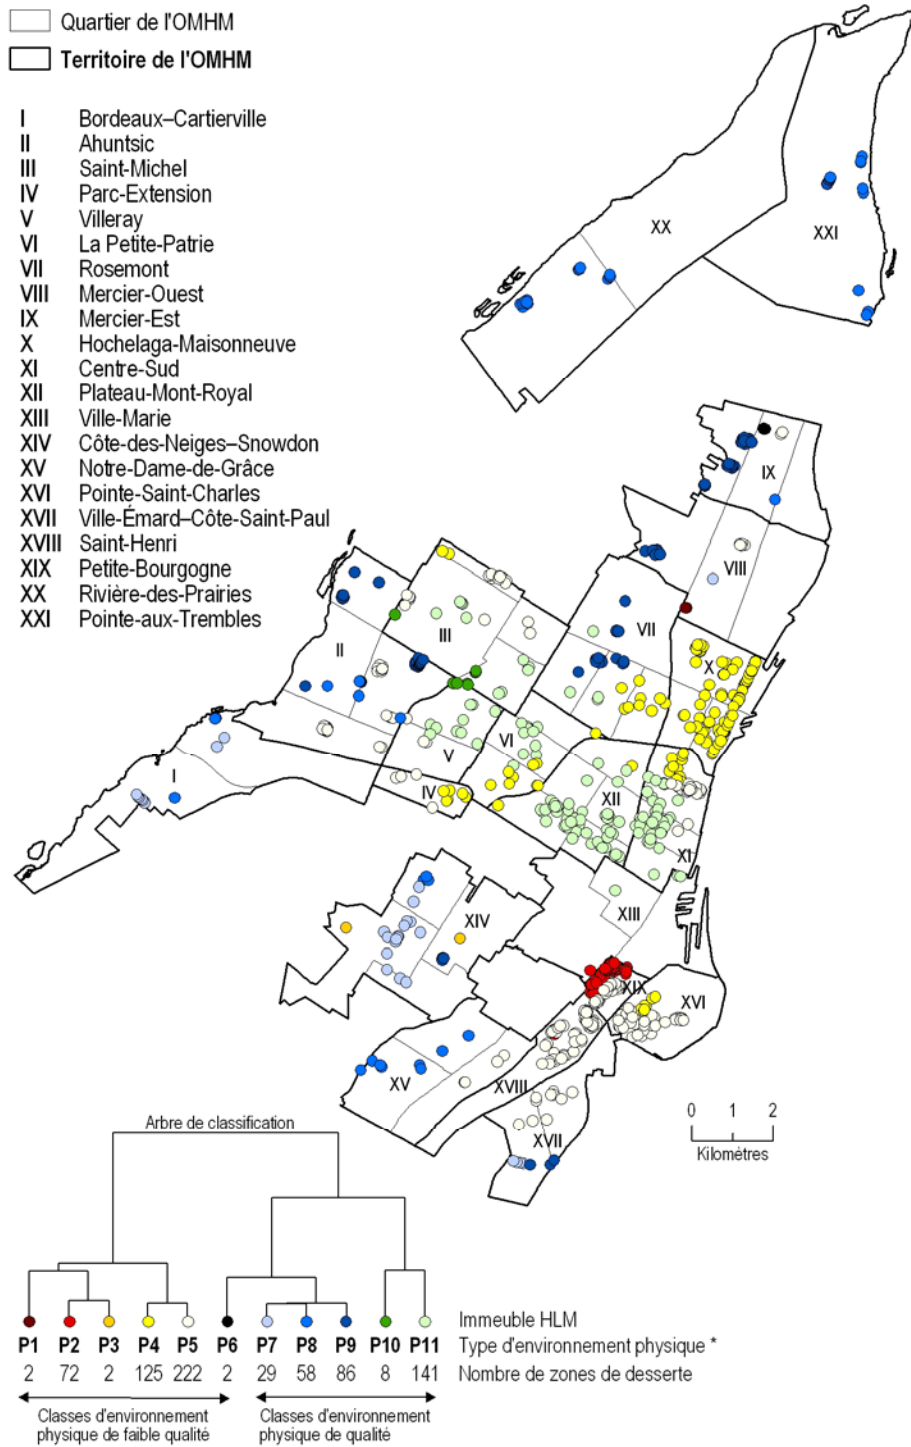 Quartier de l'OMHM
Territoire de l'OMHM
I Bordeaux–Cartierville
II Ahuntsic
III Saint-Michel
IV Parc-Extension
V Villeray
VI La Petite-Patrie
VII Rosemont
VIII Mercier-Ouest
IX Mercier-Est
X Hochelaga-Maisonneuve
XI Centre-Sud
XII Plateau-Mont-Royal
XIII Ville-Marie
XIV Côte-des-Neiges–Snowdon
XV Notre-Dame-de-Grâce
XVI Pointe-Saint-Charles
XVII Ville-Émard–Côte-Saint-Paul
XVIII Saint-Henri
XIX Petite-Bourgogne
XX Rivière-des-Prairies
XXI Pointe-aux-Trembles
XX
XXI
IX
VIII
VII
III
II
X
VI
V
I
IV
XII
XI
XIII
XIV
XIX
XVI
XV
XVIII
XVII
0 1 2
Kilomètres
Arbre de classification
Immeuble HLM
P1 P2 P3 P4 P5 P6 P7 P8 P9 P10 P11 Type d'environnement physique *
2 72 2 125 222 2 29 58 86 8 141 Nombre de zones de desserte
Classes d'environnement
physique de faible qualité
Classes d'environnement
physique de qualité